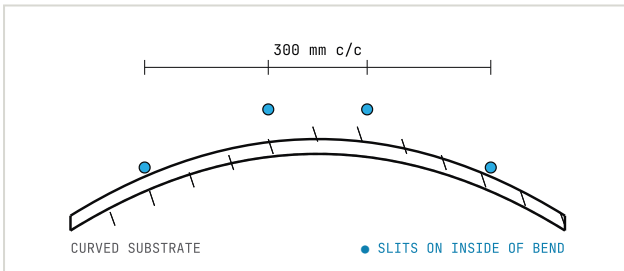 300 mm c/c
CURVED SUBSTRATE
SLITS ON INSIDE OF BEND